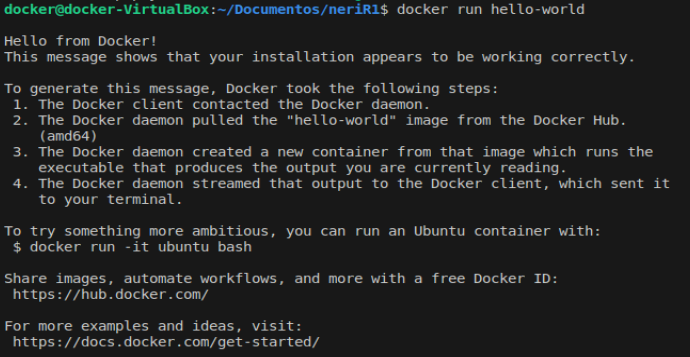 docker@docker-VirtualBox:~/Documentos/neriR1$ docker run hello-world
Hello from Docker!
This message shows that your installation appears to be working correctly.
To generate this message, Docker took the following steps:
1. The Docker client contacted the Docker daemon.
2. The Docker daemon pulled the "hello-world" image from the Docker Hub.
(amd64)
3. The Docker daemon created a new container from that image which runs the
executable that produces the output you are currently reading.
4. The Docker daemon streamed that output to the Docker client, which sent it
to your terminal.
To try something more ambitious, you can run an Ubuntu container with:
$ docker run -it ubuntu bash
Share images, automate workflows, and more with a free Docker ID:
https://hub.docker.com/
For more examples and ideas, visit:
https://docs.docker.com/get-started/